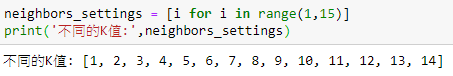 neighbors_settings = [i for i in range(1,15)]
print('不同的K值:',neighbors_settings)
不同的K值: [1, 2, 3, 4, 5, 6, 7, 8, 9, 10, 11, 12, 13, 14]